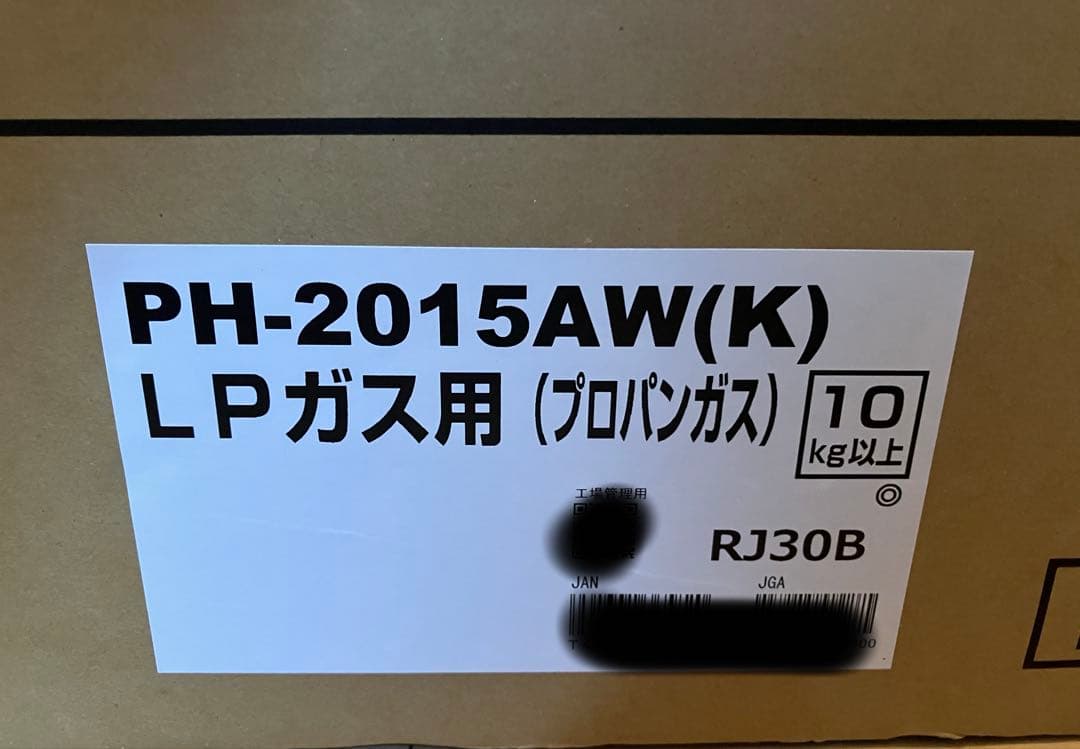 PH-2015AW(K)
LPガス用(プロパンガス)
10
kg以上
◎
工場管理用
RJ30B
JAN
JGA